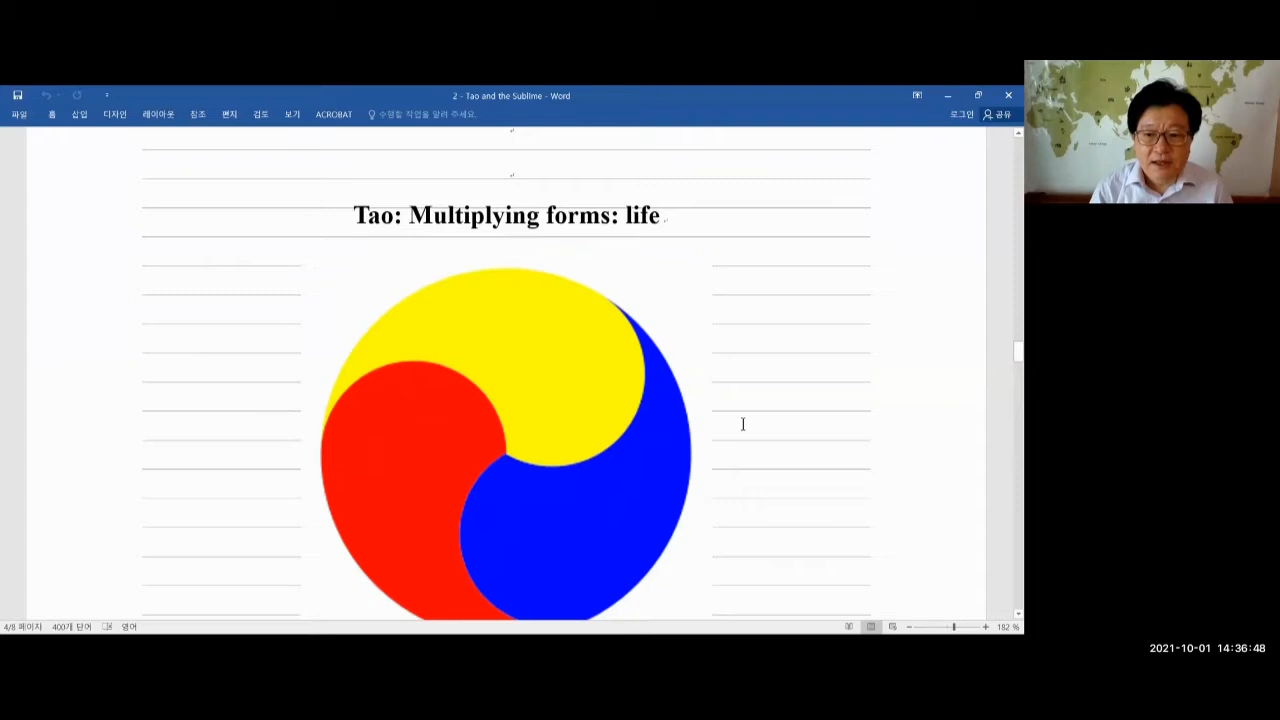 2 - Tao and the Sublime - Word
파일 홈 삽입 디자인 레이아웃 참조 편지 검토 보기 ACROBAT 수행할 작업을 알려 주세요. 로그인 공유
Tao: Multiplying forms: life
4/8 페이지 400개 단어 영어 182 %
2021-10-01 14:36:48